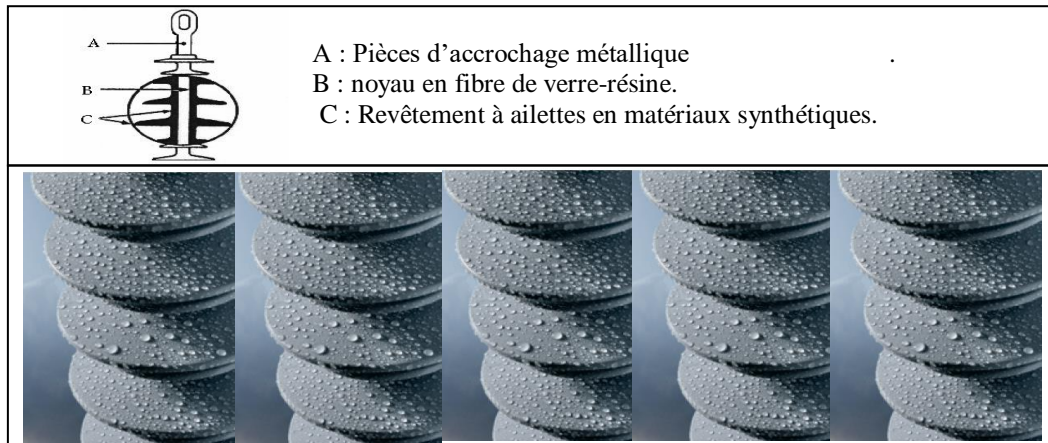 A
B
C
A : Pièces d’accrochage métallique .
B : noyau en fibre de verre-résine.
C : Revêtement à ailettes en matériaux synthétiques.